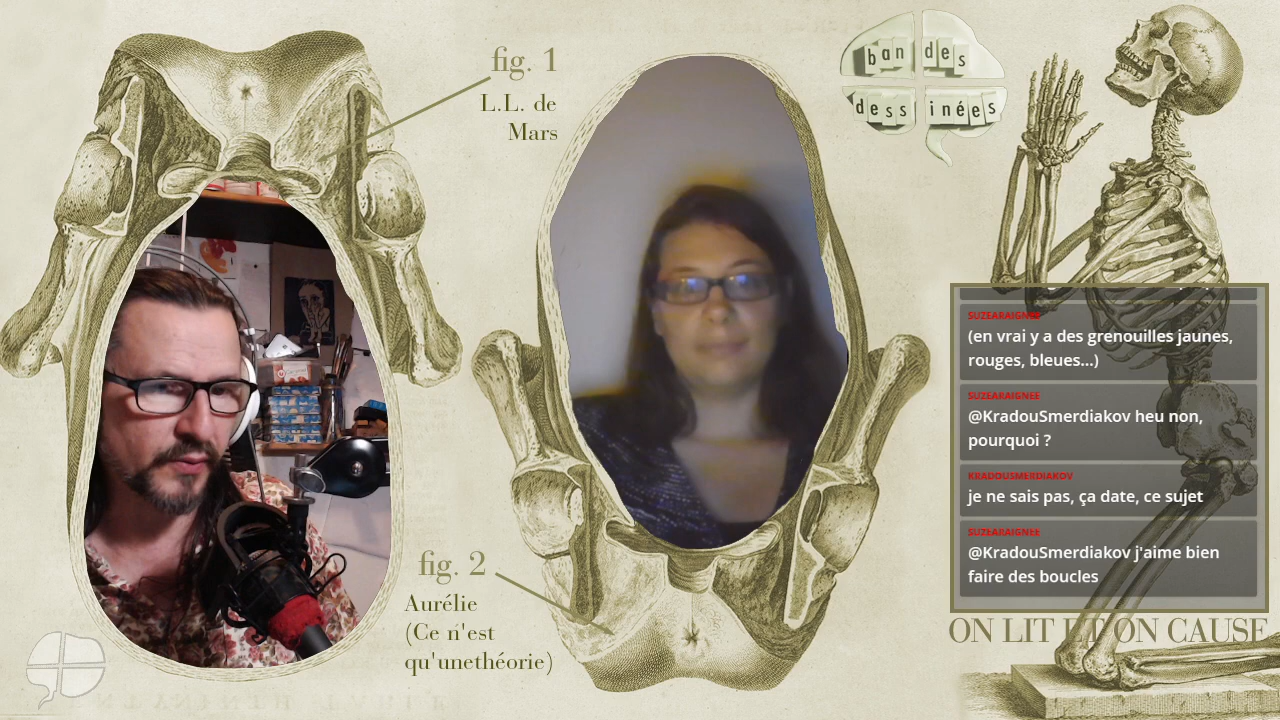 fig. 1
L.L. de
Mars
ban des
dess inées
SUZEARAIGNEE
(en vrai y a des grenouilles jaunes,
rouges, bleues...)
SUZEARAIGNEE
@KradouSmerdiakov heu non,
pourquoi ?
KRADOUSMERDIAKOV
je ne sais pas, ça date, ce sujet
SUZEARAIGNEE
@KradouSmerdiakov j'aime bien
faire des boucles
fig. 2
Aurélie
(Ce n'est
qu'unethéorie)
ON LIT ET ON CAUSE